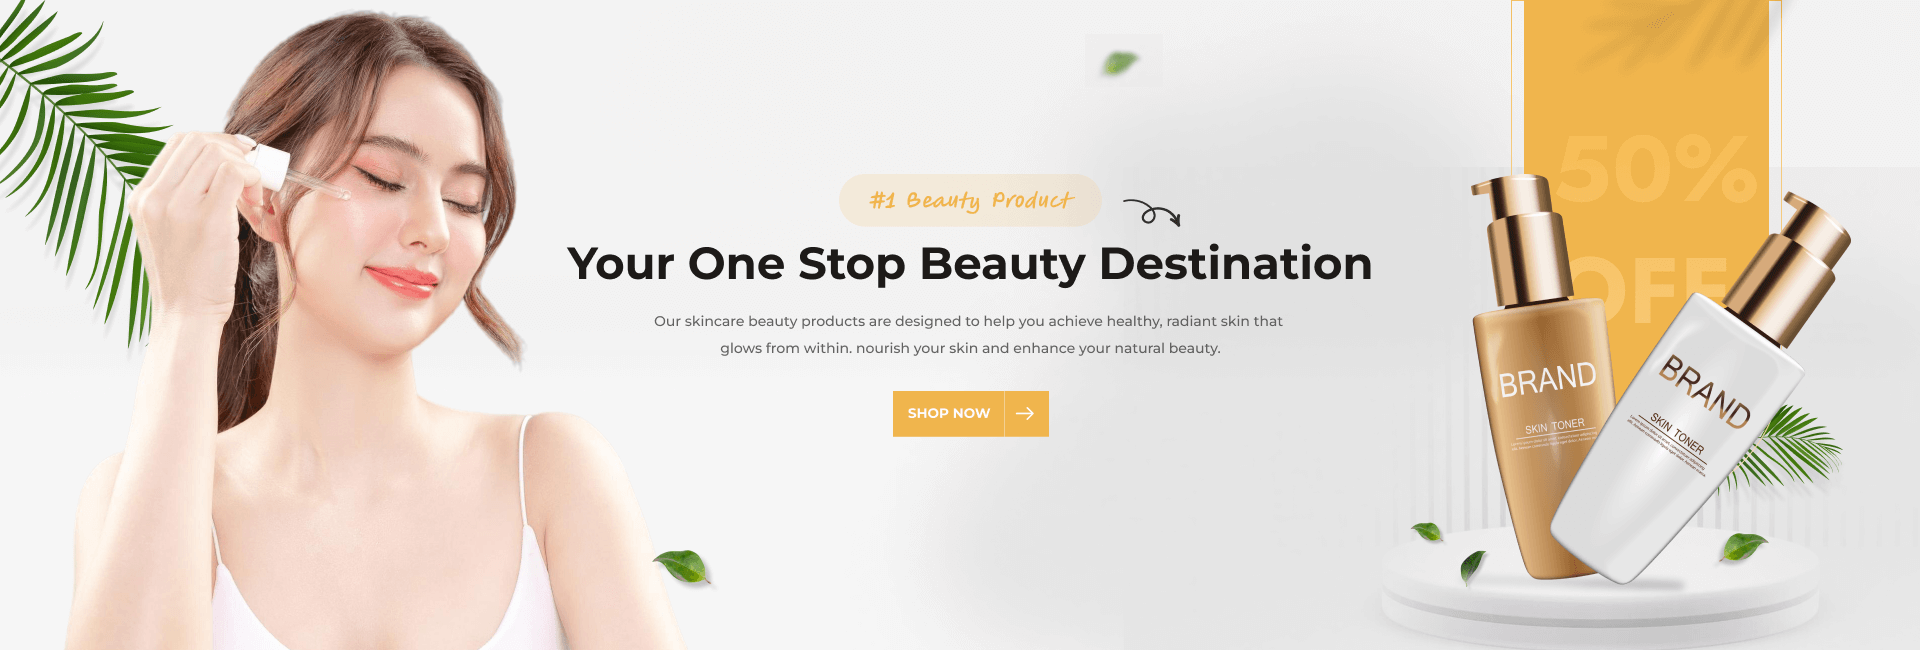 #1 Beauty Product
Your One Stop Beauty Destination
Our skincare beauty products are designed to help you achieve healthy, radiant skin that
glows from within. nourish your skin and enhance your natural beauty.
SHOP NOW
50%
OFF
BRAND
SKIN TONER
BRAND
SKIN TONER